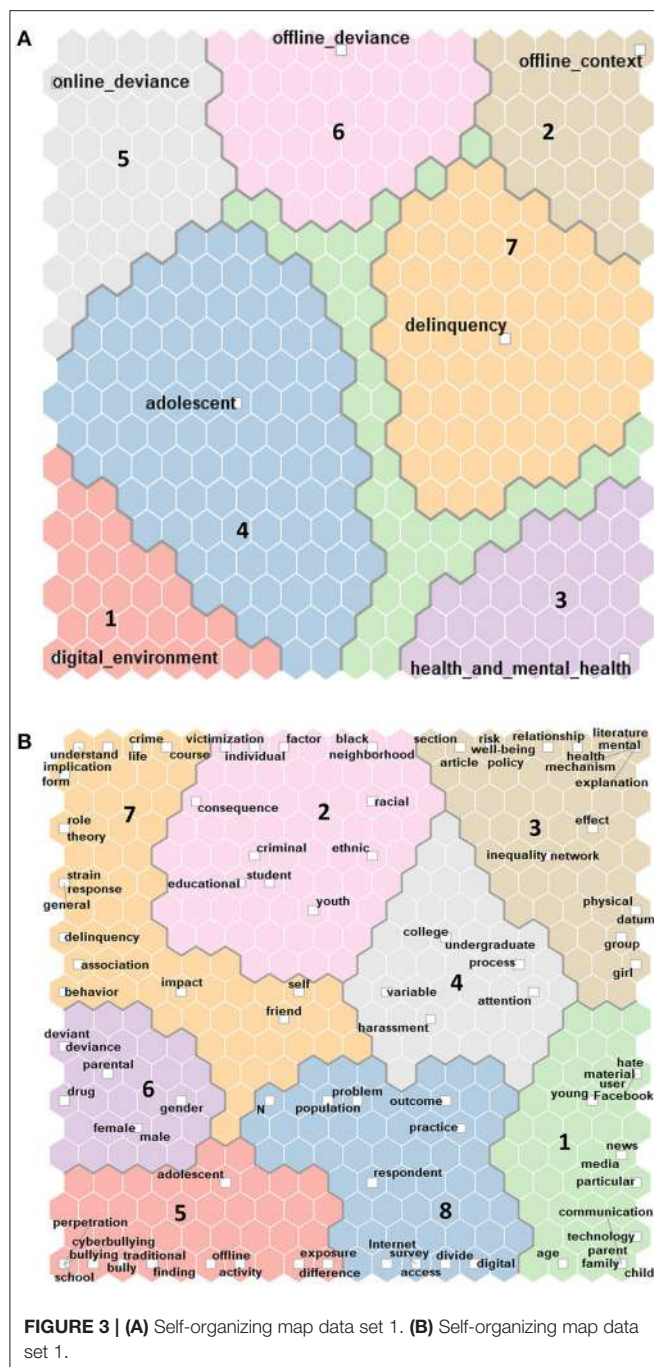 A
offline_deviance
offline_context
online_deviance
6
2
5
7
delinquency
adolescent
4
3
1
digital_environment
health_and_mental_health
B
understand
implication
form
crime
life
course
victimization
individual
factor
black
neighborhood
section
article
risk
well-being
policy
relationship
health
mechanism
literature
mental
explanation
7
consequence
2
racial
3
role
theory
effect
criminal
ethnic
inequality
network
strain
response
general
educational
student
youth
physical
datum
delinquency
college
undergraduate
process
group
association
4
girl
behavior
impact
self
variable
attention
friend
harassment
deviant
deviance
parental
hate
material
user
Facebook
young
drug
6
gender
N
population
problem
outcome
female
male
practice
1
news
media
adolescent
respondent
particular
5
8
perpetration
cyberbullying
bullying
traditional
bully
school
finding
offline
activity
exposure
difference
Internet
survey
access
divide
digital
communication
technology
parent
age
family
child
FIGURE 3 | (A) Self-organizing map data set 1. (B) Self-organizing map data
set 1.